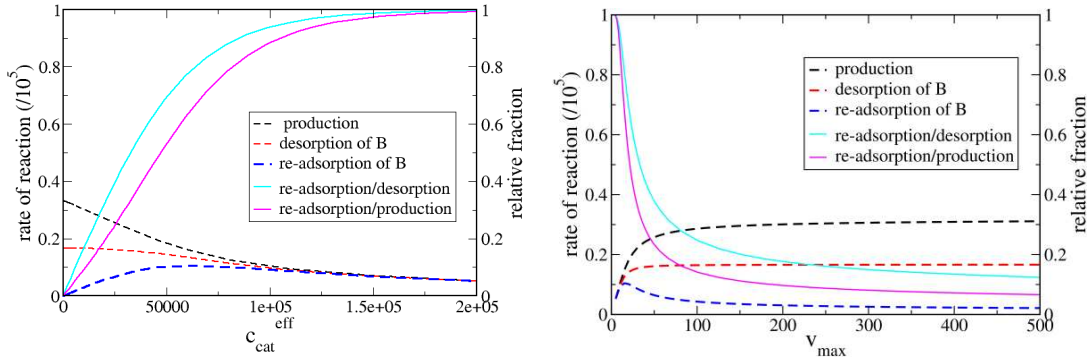 rate of reaction (/10^5)
1
0.8
0.6
0.4
0.2
0
production
desorption of B
re-adsorption of B
re-adsorption/desorption
re-adsorption/production
1
0.8
0.6
0.4
0.2
0
relative fraction
0
50000
1e+05
1.5e+05
2e+05
c_cat^eff
rate of reaction (/10^5)
1
0.8
0.6
0.4
0.2
0
production
desorption of B
re-adsorption of B
re-adsorption/desorption
re-adsorption/production
1
0.8
0.6
0.4
0.2
0
relative fraction
0
100
200
300
400
500
v_max